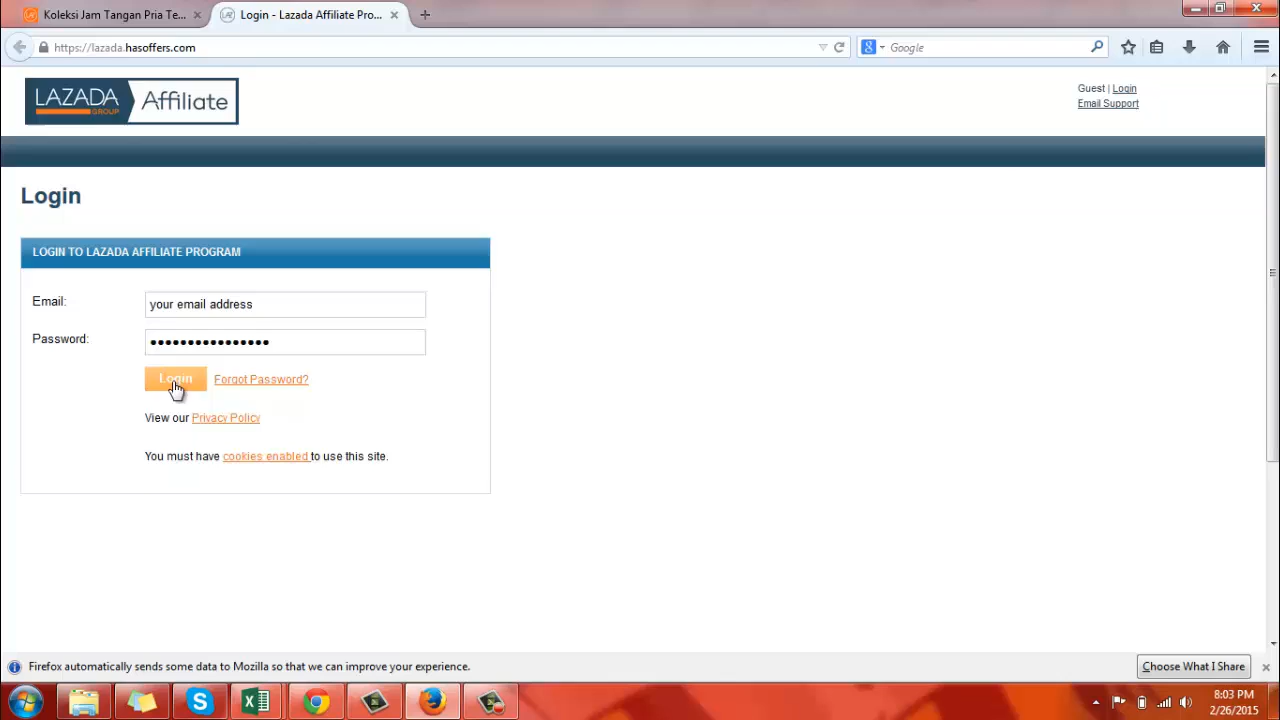 Koleksi Jam Tangan Pria Te...
Login - Lazada Affiliate Pro...
https://lazada.hasoffers.com
Google
LAZADA GROUP Affiliate
Guest | Login
Email Support
Login
LOGIN TO LAZADA AFFILIATE PROGRAM
Email:
your email address
Password:
Login
Forgot Password?
View our Privacy Policy
You must have cookies enabled to use this site.
Firefox automatically sends some data to Mozilla so that we can improve your experience.
Choose What I Share
8:03 PM
2/26/2015